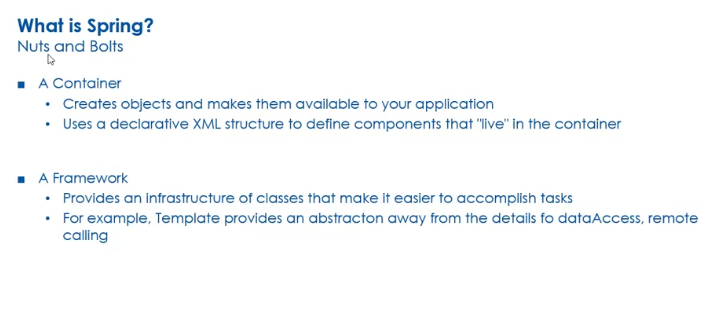 What is Spring?
Nuts and Bolts
■ A Container
• Creates objects and makes them available to your application
• Uses a declarative XML structure to define components that "live" in the container
■ A Framework
• Provides an infrastructure of classes that make it easier to accomplish tasks
• For example, Template provides an abstracton away from the details fo dataAccess, remote
calling